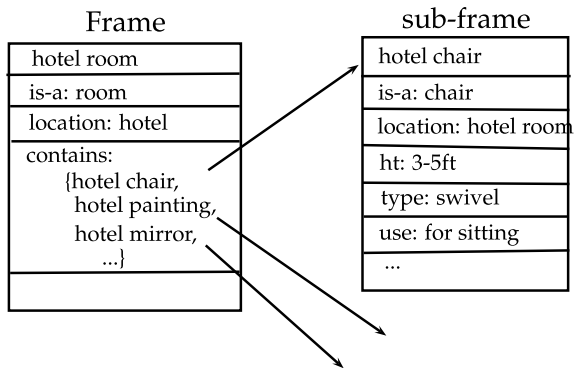 Frame
hotel room
is-a: room
location: hotel
contains:
{hotel chair,
hotel painting,
hotel mirror,
...}
sub-frame
hotel chair
is-a: chair
location: hotel room
ht: 3-5ft
type: swivel
use: for sitting
...